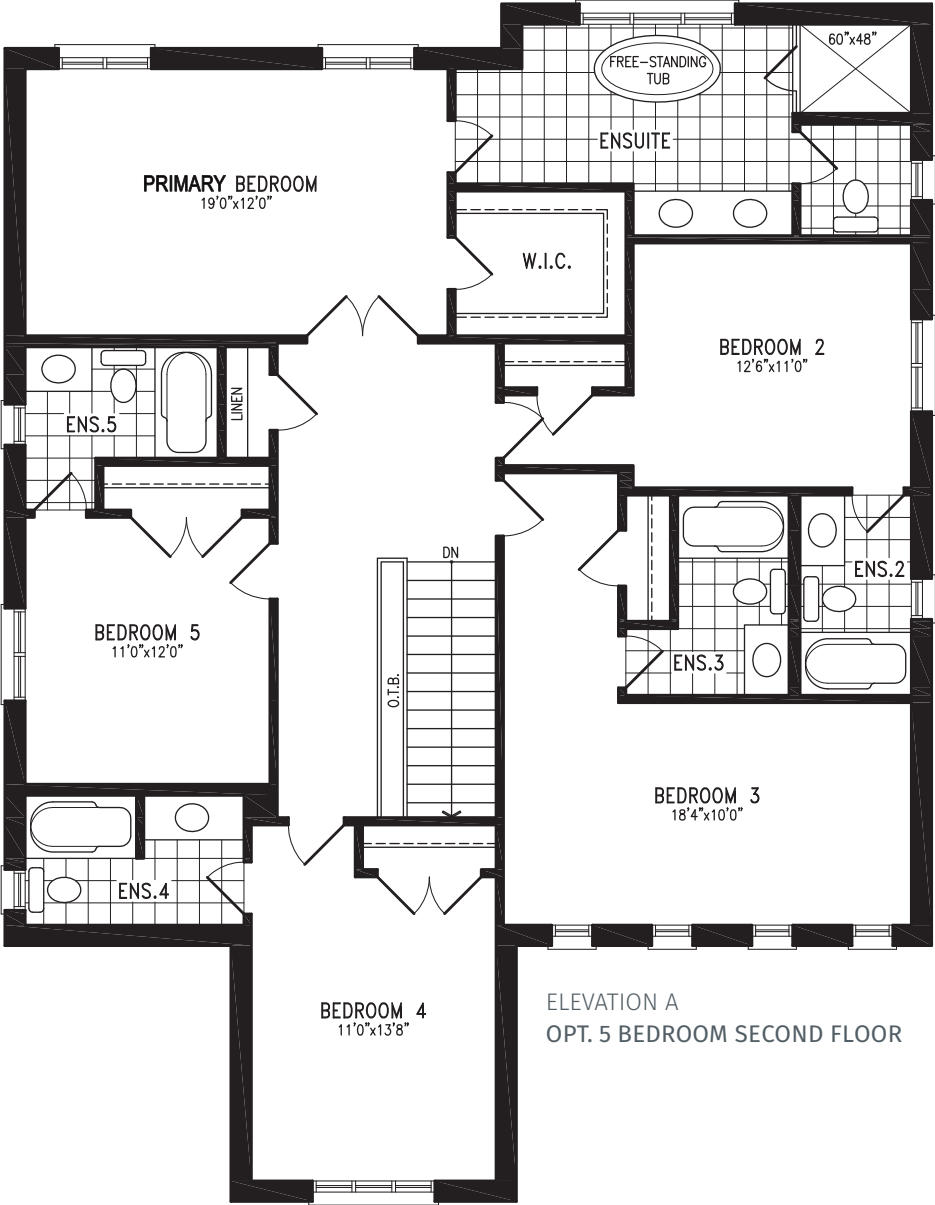 60"x48"
FREE-STANDING
TUB
ENSUITE
PRIMARY BEDROOM
19'0"x12'0"
W.I.C.
BEDROOM 2
12'6"x11'0"
LINEN
ENS.5
DN
ENS.2
BEDROOM 5
11'0"x12'0"
ENS.3
O.T.B.
BEDROOM 3
18'4"x10'0"
ENS.4
BEDROOM 4
11'0"x13'8"
ELEVATION A
OPT. 5 BEDROOM SECOND FLOOR